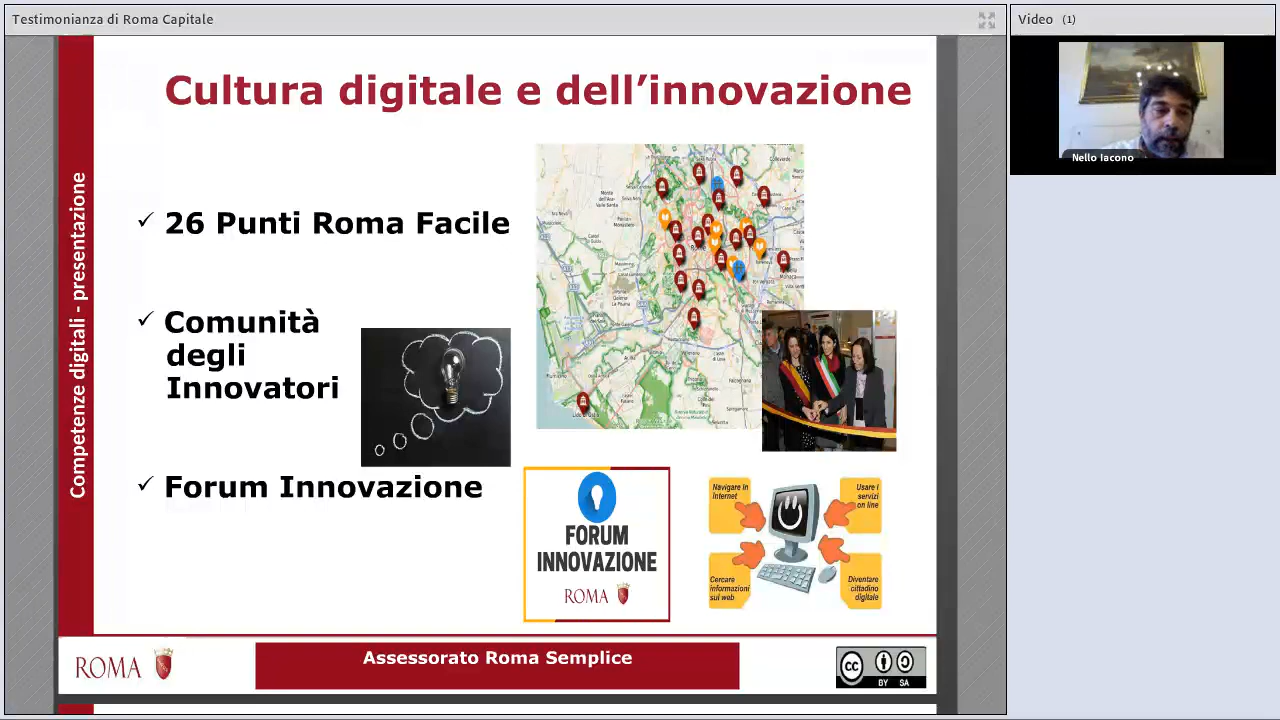 Testimonianza di Roma Capitale
Video (1)
Nello Iacono
Competenze digitali - presentazione
Cultura digitale e dell'innovazione
✓ 26 Punti Roma Facile
✓ Comunità
degli
Innovatori
✓ Forum Innovazione
FORUM
INNOVAZIONE
ROMA
Navigare In
Internet
Usare i
servizi
on line
Cercare
informazioni
sul web
Diventare
cittadino
digitale
ROMA
Assessorato Roma Semplice
cc
BY SA